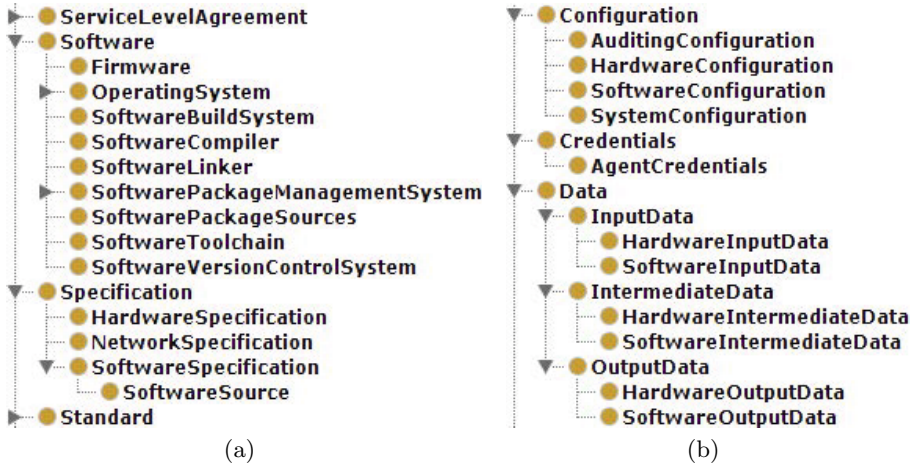 ServiceLevelAgreement
Software
Firmware
OperatingSystem
SoftwareBuildSystem
SoftwareCompiler
SoftwareLinker
SoftwarePackageManagementSystem
SoftwarePackageSources
SoftwareToolchain
SoftwareVersionControlSystem
Specification
HardwareSpecification
NetworkSpecification
SoftwareSpecification
SoftwareSource
Standard
(a)
Configuration
AuditingConfiguration
HardwareConfiguration
SoftwareConfiguration
SystemConfiguration
Credentials
AgentCredentials
Data
InputData
HardwareInputData
SoftwareInputData
IntermediateData
HardwareIntermediateData
SoftwareIntermediateData
OutputData
HardwareOutputData
SoftwareOutputData
(b)